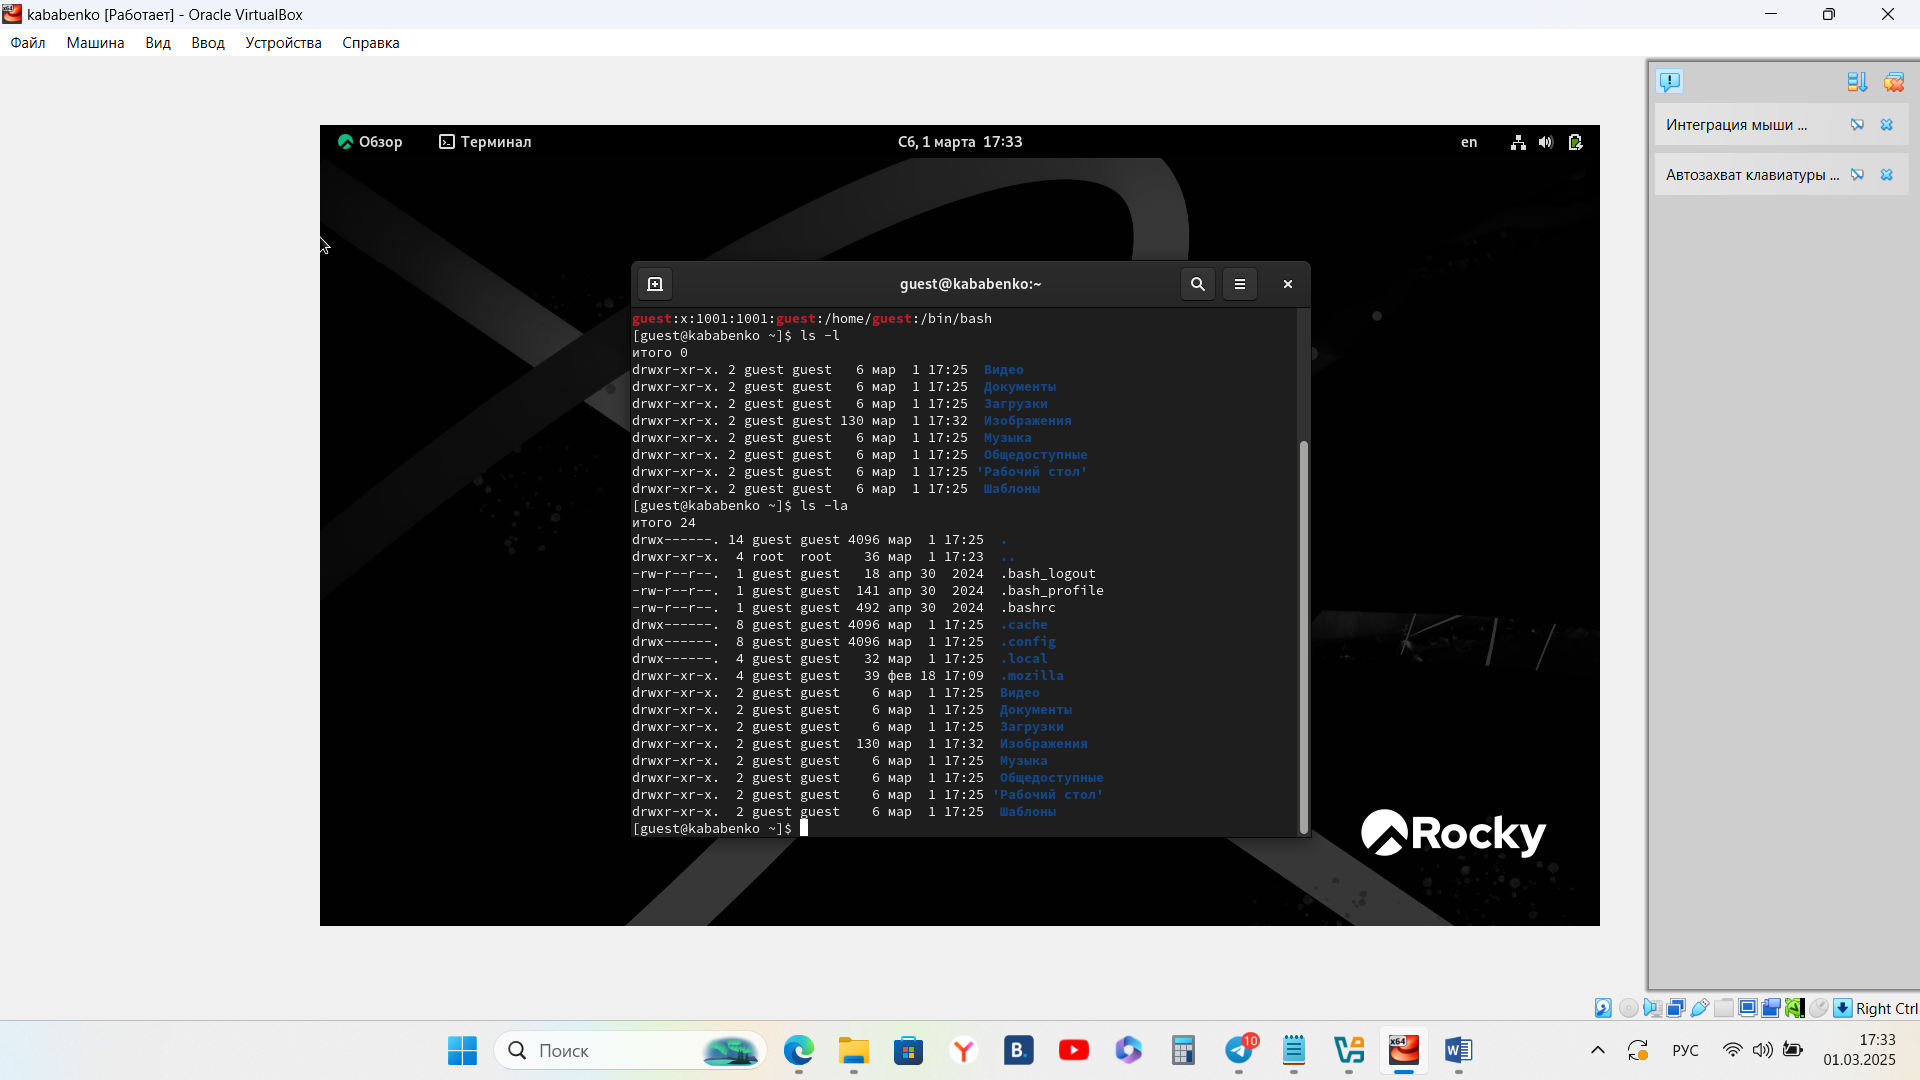 kababenko [Работает] - Oracle VirtualBox
Файл Машина Вид Ввод Устройства Справка
Интеграция мыши ...
Автозахват клавиатуры ...
Обзор Терминал Сб, 1 марта 17:33 en
guest@kababenko:~
guest:x:1001:1001:guest:/home/guest:/bin/bash
[guest@kababenko ~]$ ls -l
итого 0
drwxr-xr-x. 2 guest guest   6 мар  1 17:25  Видео
drwxr-xr-x. 2 guest guest   6 мар  1 17:25  Документы
drwxr-xr-x. 2 guest guest   6 мар  1 17:25  Загрузки
drwxr-xr-x. 2 guest guest 130 мар  1 17:32  Изображения
drwxr-xr-x. 2 guest guest   6 мар  1 17:25  Музыка
drwxr-xr-x. 2 guest guest   6 мар  1 17:25  Общедоступные
drwxr-xr-x. 2 guest guest   6 мар  1 17:25 'Рабочий стол'
drwxr-xr-x. 2 guest guest   6 мар  1 17:25  Шаблоны
[guest@kababenko ~]$ ls -la
итого 24
drwx------. 14 guest guest 4096 мар  1 17:25  .
drwxr-xr-x.  4 root  root    36 мар  1 17:23  ..
-rw-r--r--.  1 guest guest   18 апр 30  2024  .bash_logout
-rw-r--r--.  1 guest guest  141 апр 30  2024  .bash_profile
-rw-r--r--.  1 guest guest  492 апр 30  2024  .bashrc
drwx------.  8 guest guest 4096 мар  1 17:25  .cache
drwx------.  8 guest guest 4096 мар  1 17:25  .config
drwx------.  4 guest guest   32 мар  1 17:25  .local
drwxr-xr-x.  4 guest guest   39 фев 18 17:09  .mozilla
drwxr-xr-x.  2 guest guest    6 мар  1 17:25  Видео
drwxr-xr-x.  2 guest guest    6 мар  1 17:25  Документы
drwxr-xr-x.  2 guest guest    6 мар  1 17:25  Загрузки
drwxr-xr-x.  2 guest guest  130 мар  1 17:32  Изображения
drwxr-xr-x.  2 guest guest    6 мар  1 17:25  Музыка
drwxr-xr-x.  2 guest guest    6 мар  1 17:25  Общедоступные
drwxr-xr-x.  2 guest guest    6 мар  1 17:25 'Рабочий стол'
drwxr-xr-x.  2 guest guest    6 мар  1 17:25  Шаблоны
[guest@kababenko ~]$
Rocky
Right Ctrl
Поиск
B.
10
x64
РУС
17:33
01.03.2025